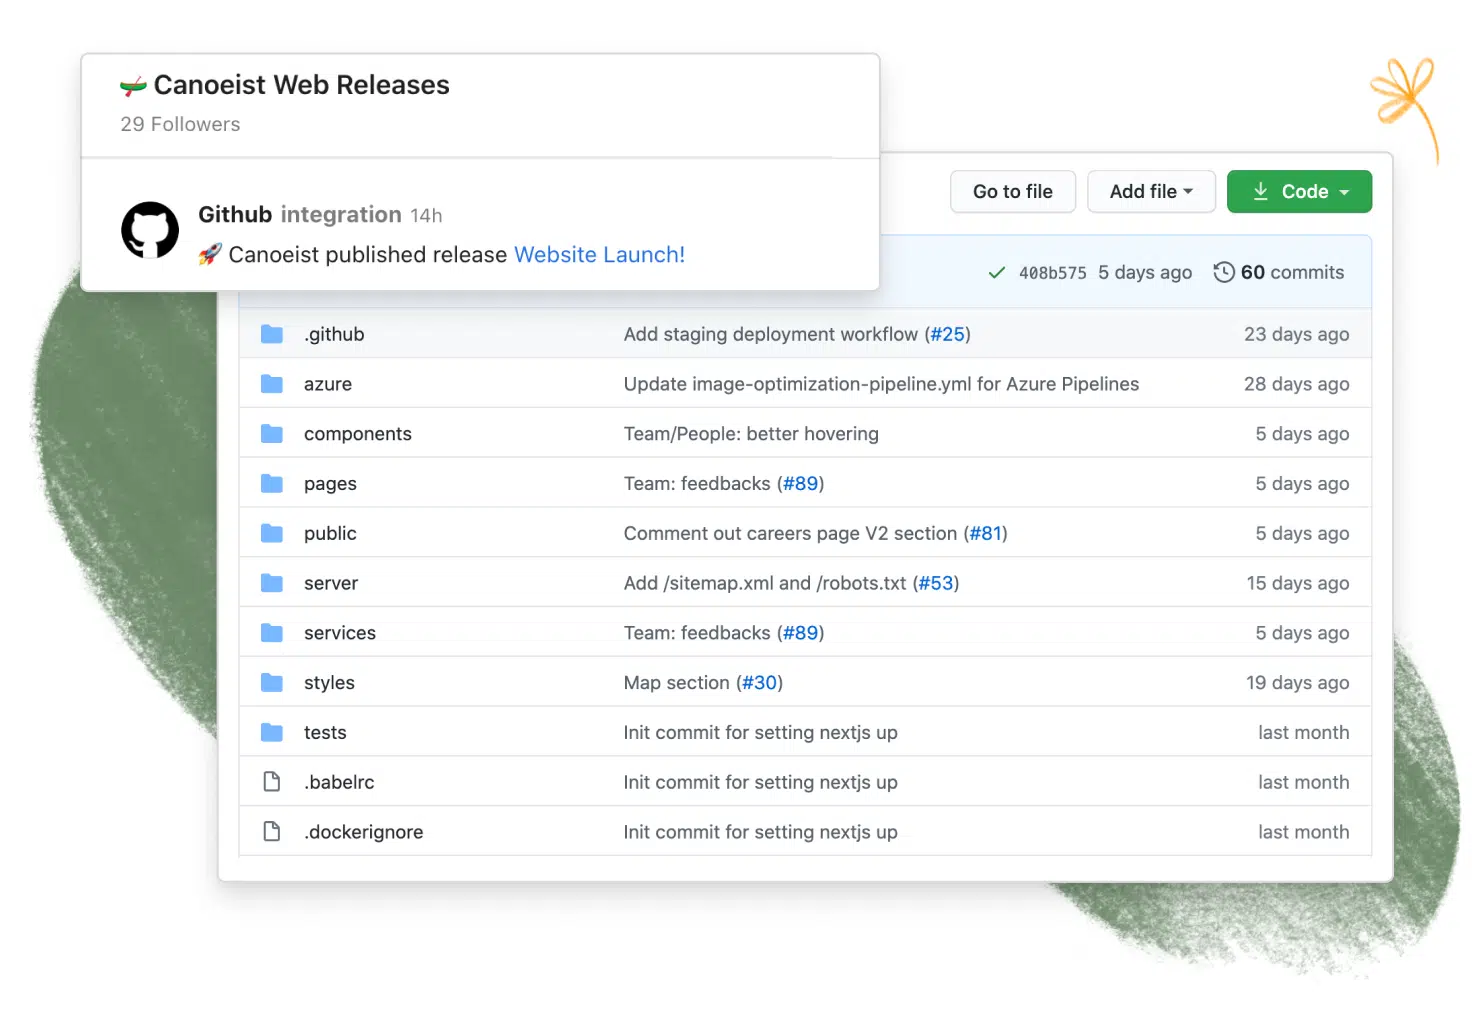 Canoeist Web Releases
29 Followers
Github integration 14h
🚀 Canoeist published release Website Launch!
Go to file Add file Code
408b575 5 days ago 60 commits
.github Add staging deployment workflow (#25) 23 days ago
azure Update image-optimization-pipeline.yml for Azure Pipelines 28 days ago
components Team/People: better hovering 5 days ago
pages Team: feedbacks (#89) 5 days ago
public Comment out careers page V2 section (#81) 5 days ago
server Add /sitemap.xml and /robots.txt (#53) 15 days ago
services Team: feedbacks (#89) 5 days ago
styles Map section (#30) 19 days ago
tests Init commit for setting nextjs up last month
.babelrc Init commit for setting nextjs up last month
.dockerignore Init commit for setting nextjs up last month